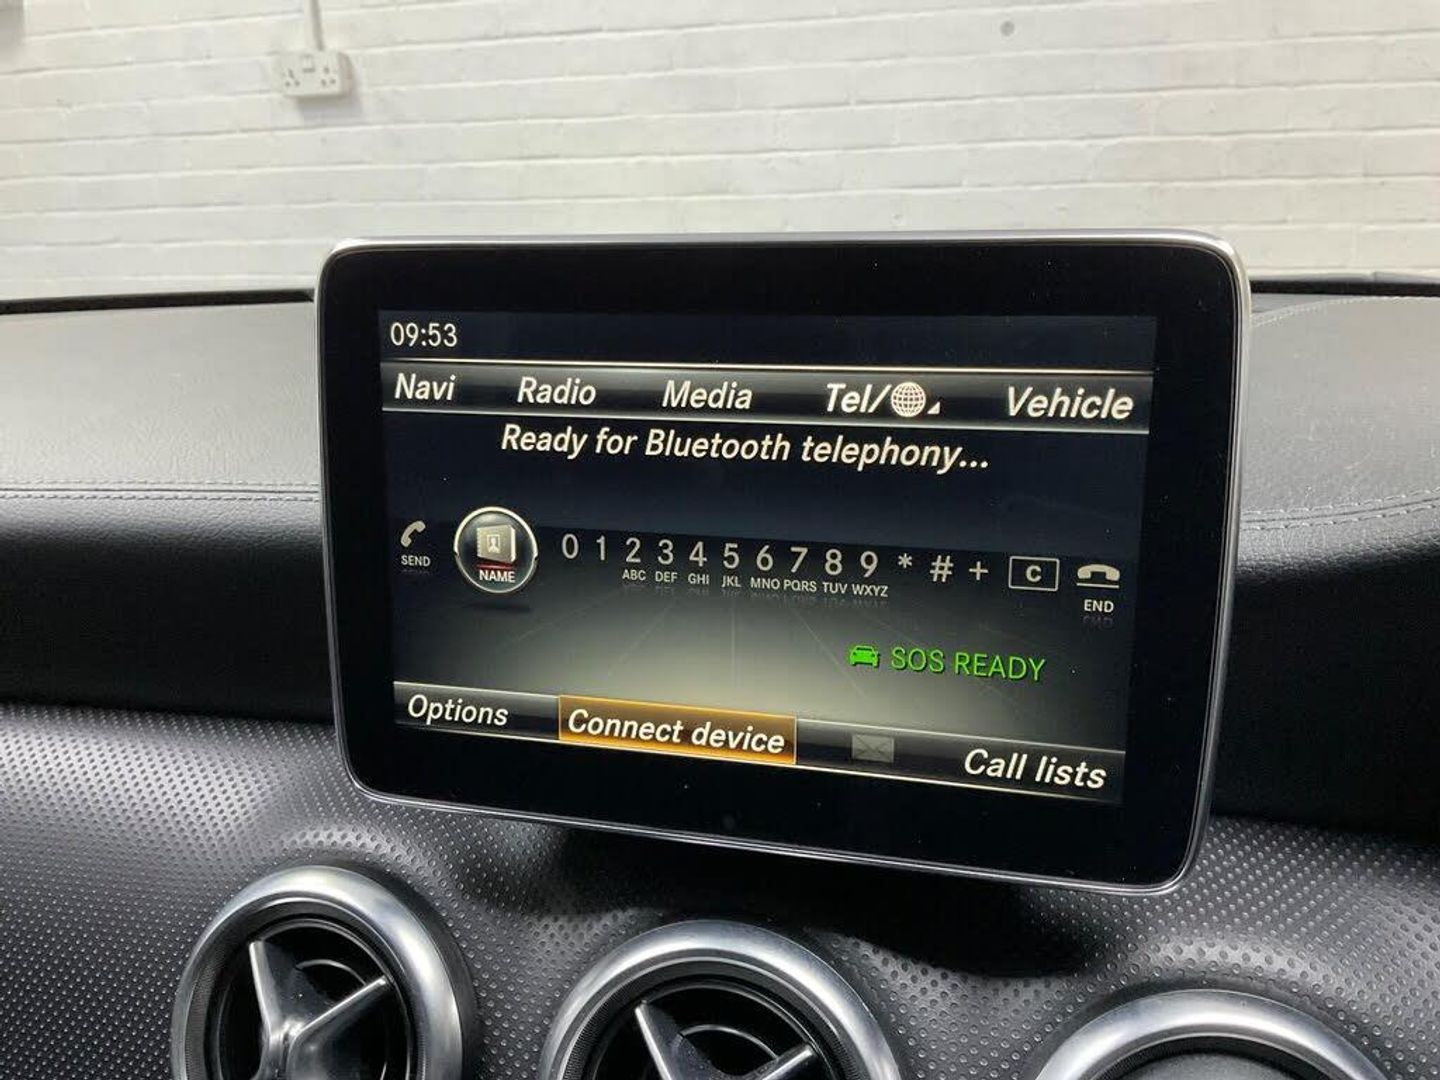 09:53
Navi Radio Media Tel/ Vehicle
Ready for Bluetooth telephony...
0 1 2 3 4 5 6 7 8 9 * # + C
SEND NAME ABC DEF GHI JKL MNO PQRS TUV WXYZ END
SOS READY
Options Connect device Call lists